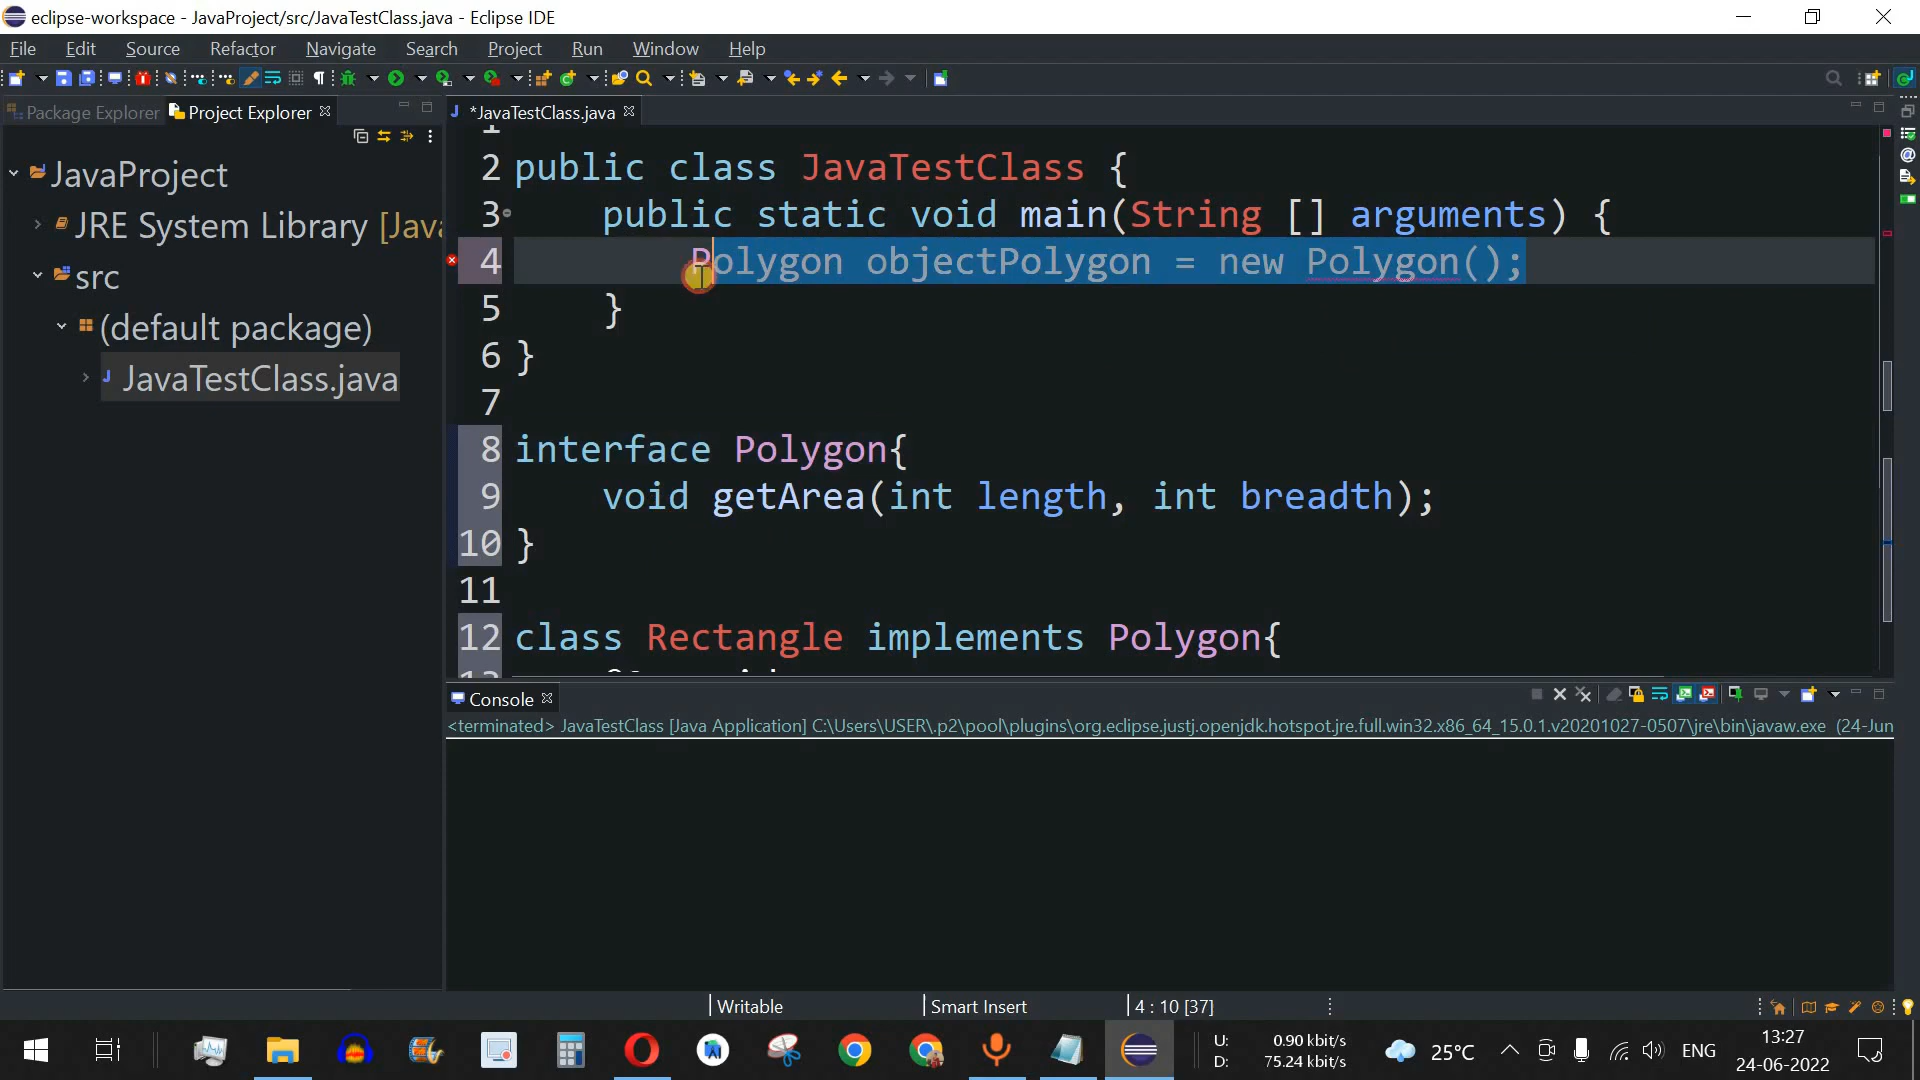 eclipse-workspace - JavaProject/src/JavaTestClass.java - Eclipse IDE
File Edit Source Refactor Navigate Search Project Run Window Help
Package Explorer Project Explorer *JavaTestClass.java
1
2 public class JavaTestClass {
3 public static void main(String [] arguments) {
4 Polygon objectPolygon = new Polygon();
5 }
6 }
7
8 interface Polygon{
9 void getArea(int length, int breadth);
10 }
11
12 class Rectangle implements Polygon{
JavaProject
JRE System Library [Java
src
(default package)
JavaTestClass.java
Console
<terminated> JavaTestClass [Java Application] C:\Users\USER\.p2\pool\plugins\org.eclipse.justj.openjdk.hotspot.jre.full.win32.x86_64_15.0.1.v20201027-0507\jre\bin\javaw.exe (24-Jun
Writable Smart Insert 4 : 10 [37]
U: 0.90 kbit/s
D: 75.24 kbit/s
25°C
ENG
13:27
24-06-2022